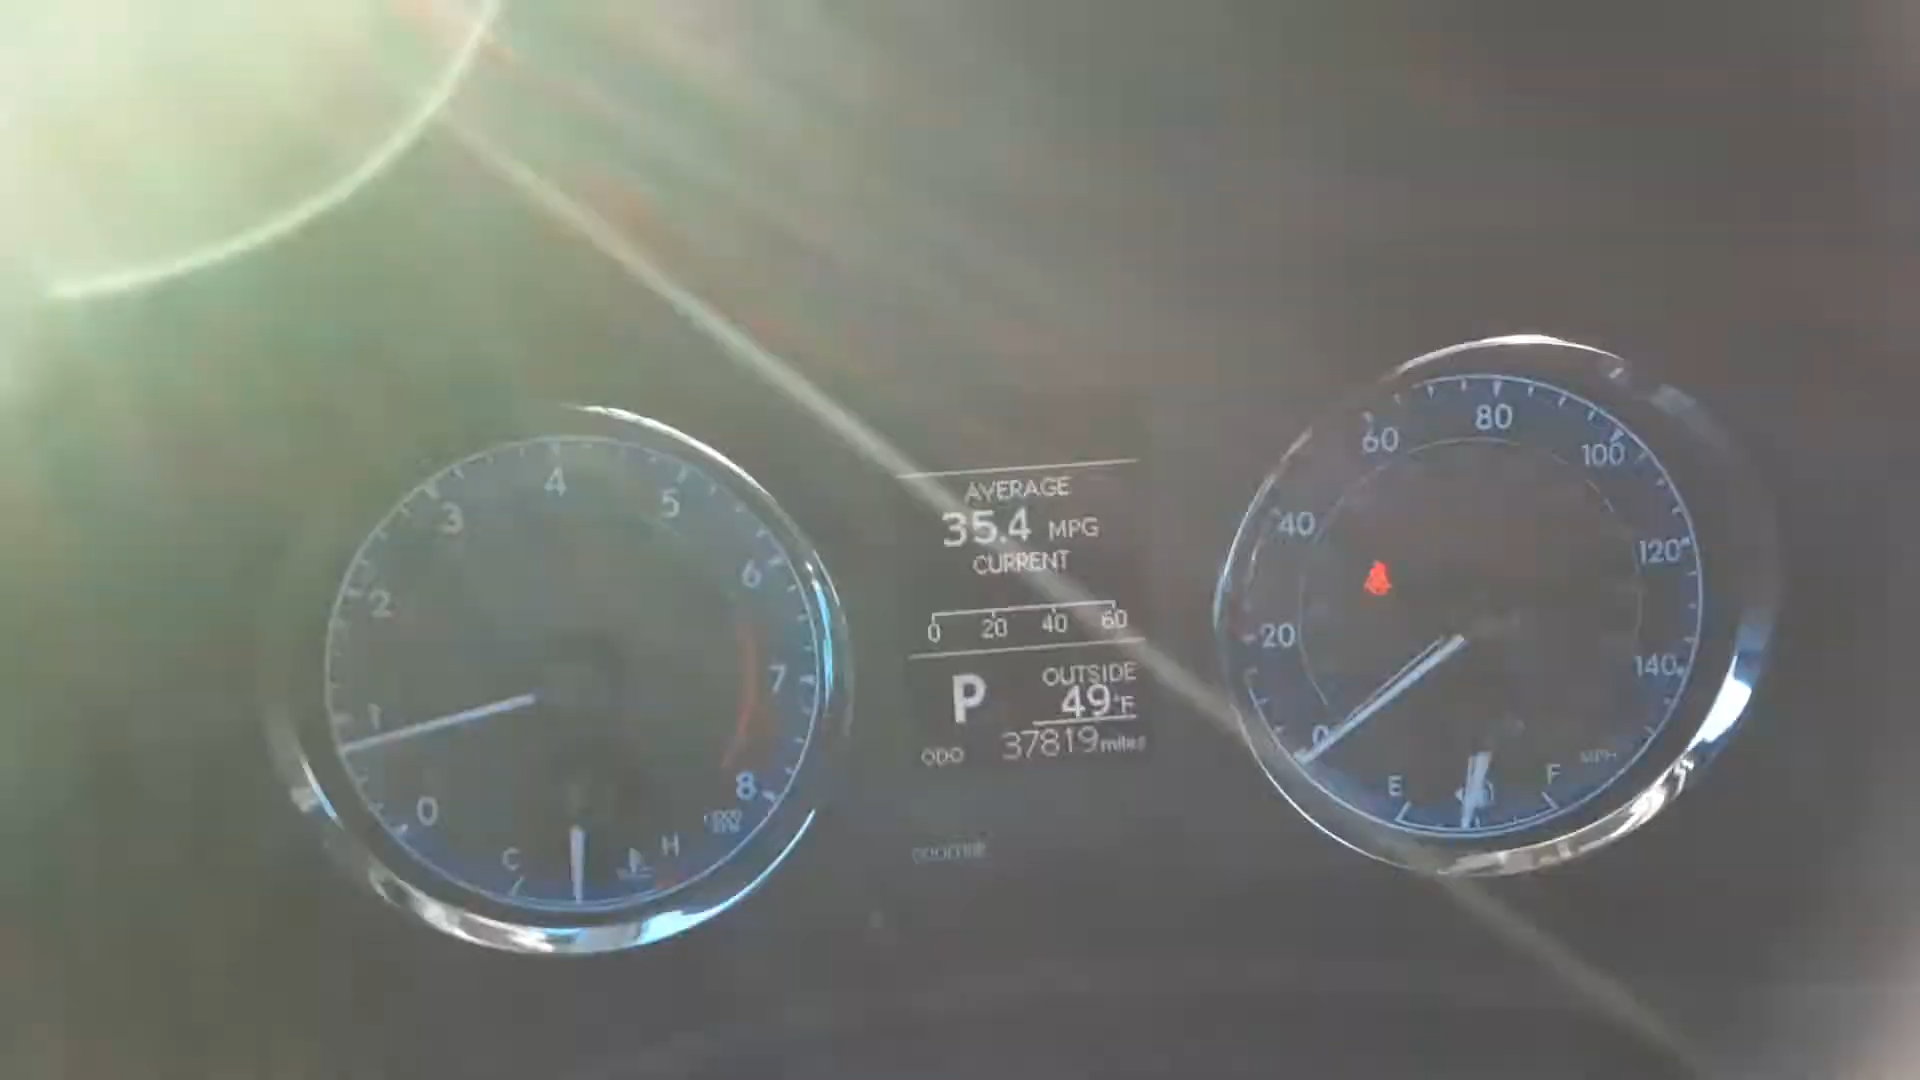 AVERAGE
35.4 MPG
CURRENT
0 20 40 60
P OUTSIDE
49°F
ODO 37819 miles
0 1 2 3 4 5 6 7 8
C H
0 20 40 60 80 100 120 140
MPH
E F